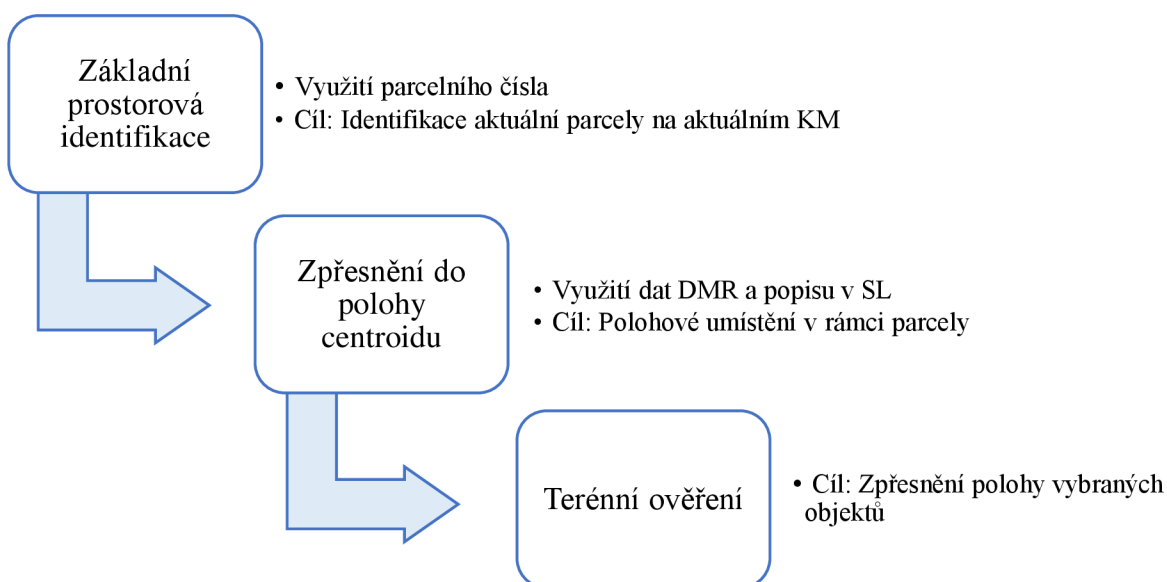 Základní
prostorová
identifikace
• Využití parcelního čísla
• Cíl: Identifikace aktuální parcely na aktuálním KM
Zpřesnění do
polohy
centroidu
• Využití dat DMR a popisu v SL
• Cíl: Polohové umístění v rámci parcely
Terénní ověření
• Cíl: Zpřesnění polohy vybraných
objektů